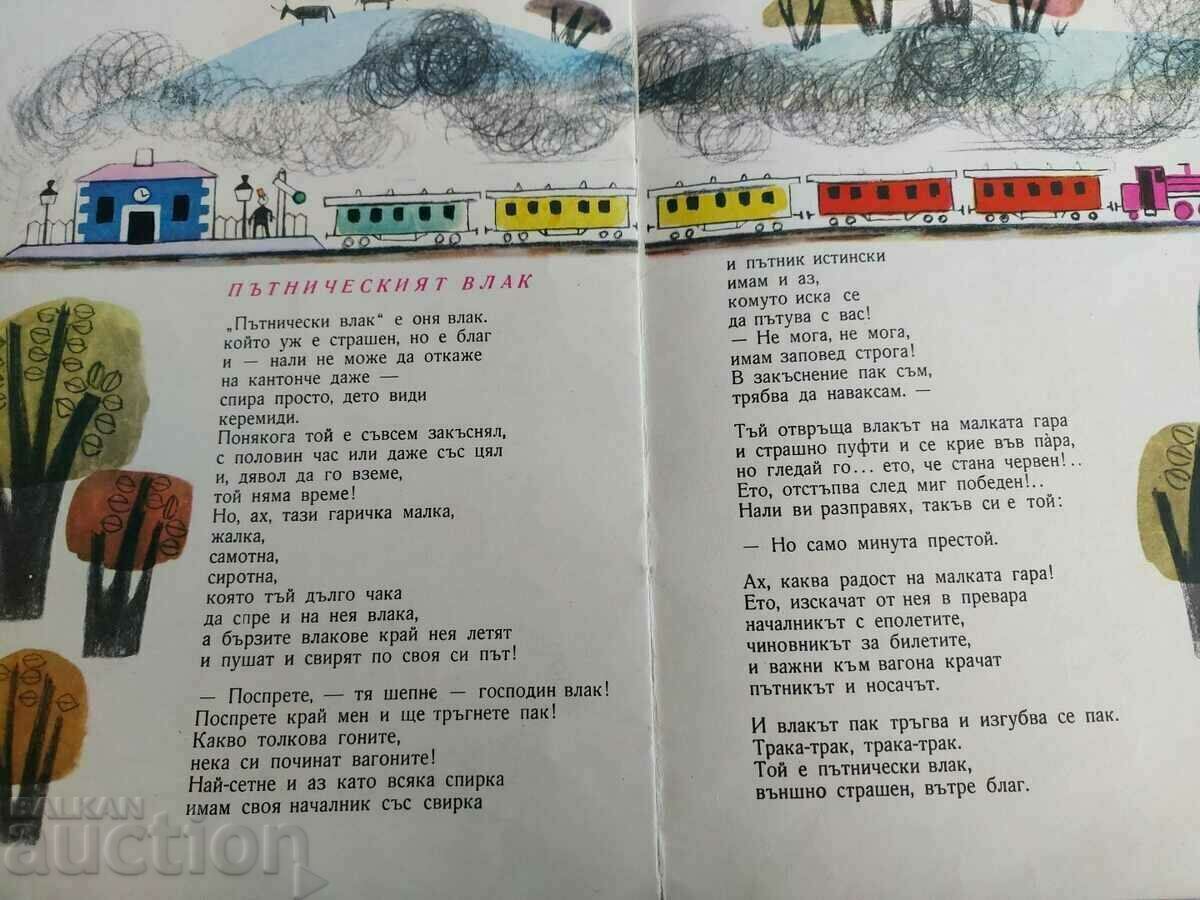 ПЪТНИЧЕСКИЯТ ВЛАК
„Пътнически влак“ е оня влак.
който уж е страшен, но е благ
и — нали не може да откаже
на кантонче даже —
спира просто, дето види
керемиди.
Понякога той е съвсем закъснял,
с половин час или даже със цял
и, дявол да го вземе,
той няма време!
Но, ах, тази гаричка малка,
жалка,
самотна,
сиротна,
която тъй дълго чака
да спре и на нея влака,
а бързите влакове край нея летят
и пушат и свирят по своя си път!
— Поспрете, — тя шепне — господин влак!
Поспрете край мен и ще тръгнете пак!
Какво толкова гоните,
нека си починат вагоните!
Най-сетне и аз като всяка спирка
имам своя началник със свирка
и пътник истински
имам и аз,
комуто иска се
да пътува с вас!
— Не мога, не мога,
имам заповед строга!
В закъснение пак съм,
трябва да наваксам. —
Тъй отвръща влакът на малката гара
и страшно пуфти и се крие във па̀ра,
но гледай го... ето, че стана червен!..
Ето, отстъпва след миг победен!..
Нали ви разправях, такъв си е той:
— Но само минута престой.
Ах, каква радост на малката гара!
Ето, изскачат от нея в превара
началникът с еполетите,
чиновникът за билетите,
и важни към вагона крачат
пътникът и носачът.
И влакът пак тръгва и изгубва се пак.
Трака-трак, трака-трак.
Той е пътнически влак,
външно страшен, вътре благ.
BALKAN
auction